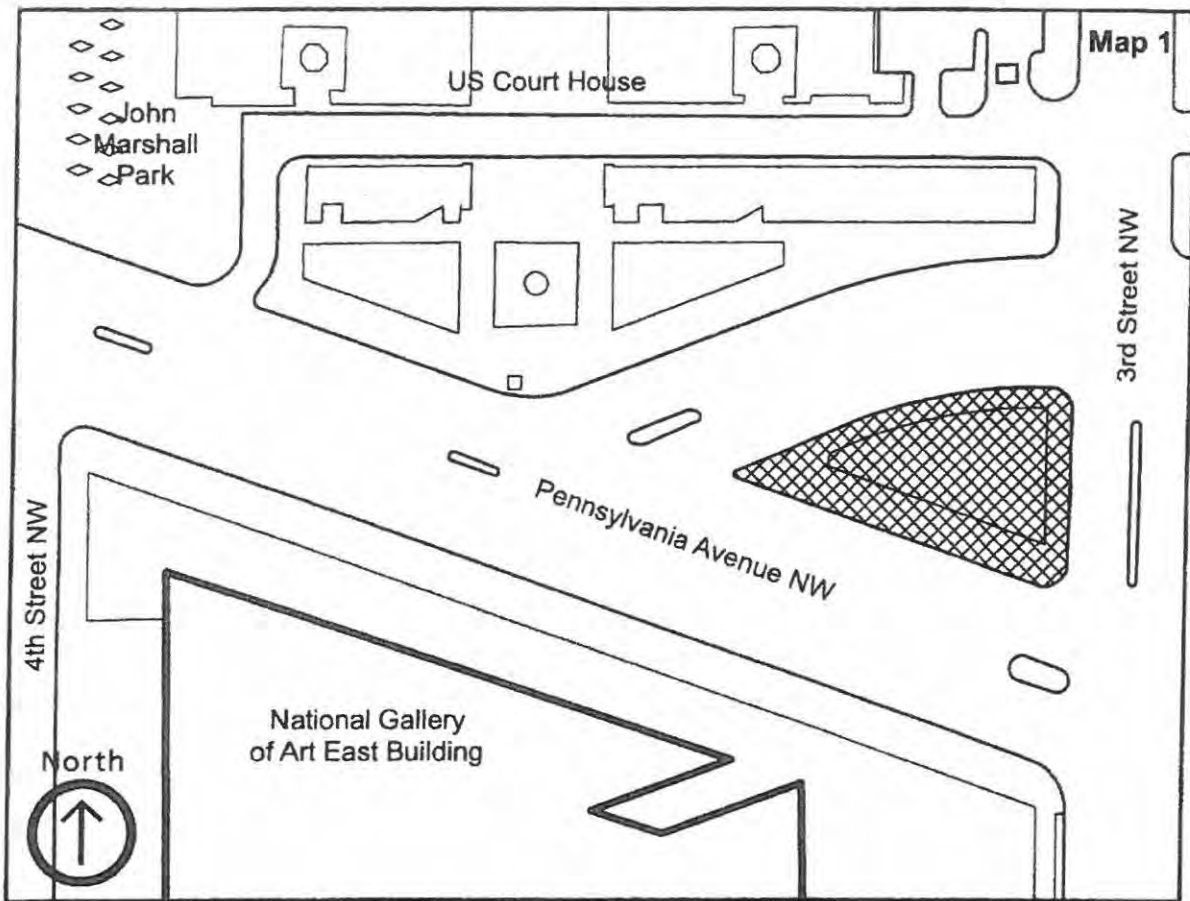 Map 1
US Court House
John
Marshall
Park
3rd Street NW
Pennsylvania Avenue NW
4th Street NW
National Gallery
of Art East Building
North